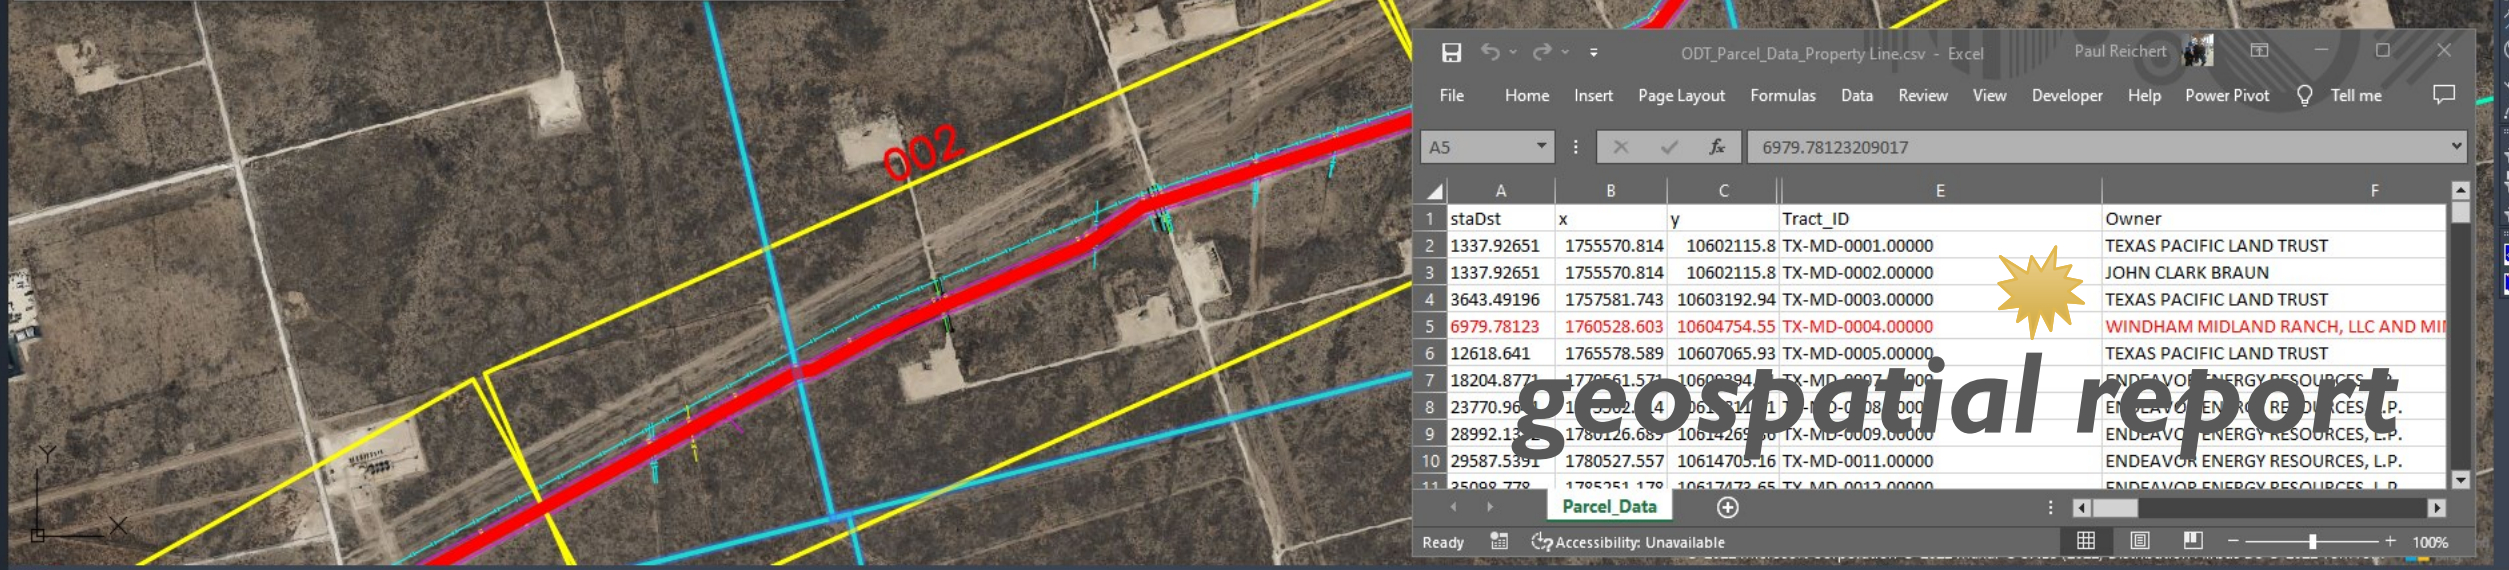 002
Y
X
ODT_Parcel_Data_Property Line.csv - Excel
Paul Reichert
File Home Insert Page Layout Formulas Data Review View Developer Help Power Pivot Tell me
A5 fx 6979.78123209017
A B C E F
1 staDst x y Tract_ID Owner
2 1337.92651 1755570.814 10602115.8 TX-MD-0001.00000 TEXAS PACIFIC LAND TRUST
3 1337.92651 1755570.814 10602115.8 TX-MD-0002.00000 JOHN CLARK BRAUN
4 3643.49196 1757581.743 10603192.94 TX-MD-0003.00000 TEXAS PACIFIC LAND TRUST
5 6979.78123 1760528.603 10604754.55 TX-MD-0004.00000 WINDHAM MIDLAND RANCH, LLC AND
6 12618.641 1765578.589 10607065.93 TX-MD-0005.00000 TEXAS PACIFIC LAND TRUST
7 18204.8771 ENERGY RESOURCES
8
9 ENERGY RESOURCES, L.P.
10 29587.5391 1780527.557 10614705.16 TX-MD-0011.00000 ENDEAVOR ENERGY RESOURCES, L.P.
11
geospatial report
Parcel_Data
Ready Accessibility: Unavailable 100%